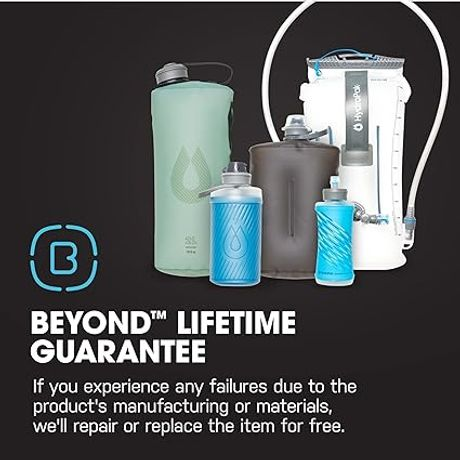 HydraPak
B
BEYOND™ LIFETIME
GUARANTEE
If you experience any failures due to the
product's manufacturing or materials,
we'll repair or replace the item for free.